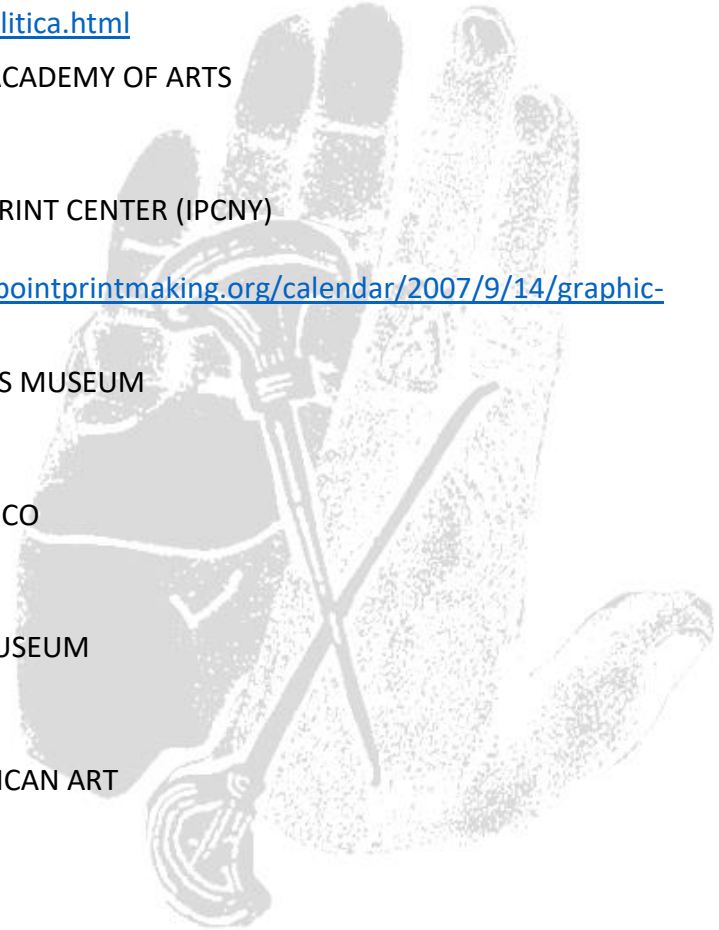 litica.html
ACADEMY OF ARTS
RINT CENTER (IPCNY)
pointprintmaking.org/calendar/2007/9/14/graphic-
S MUSEUM
CO
USEUM
ICAN ART